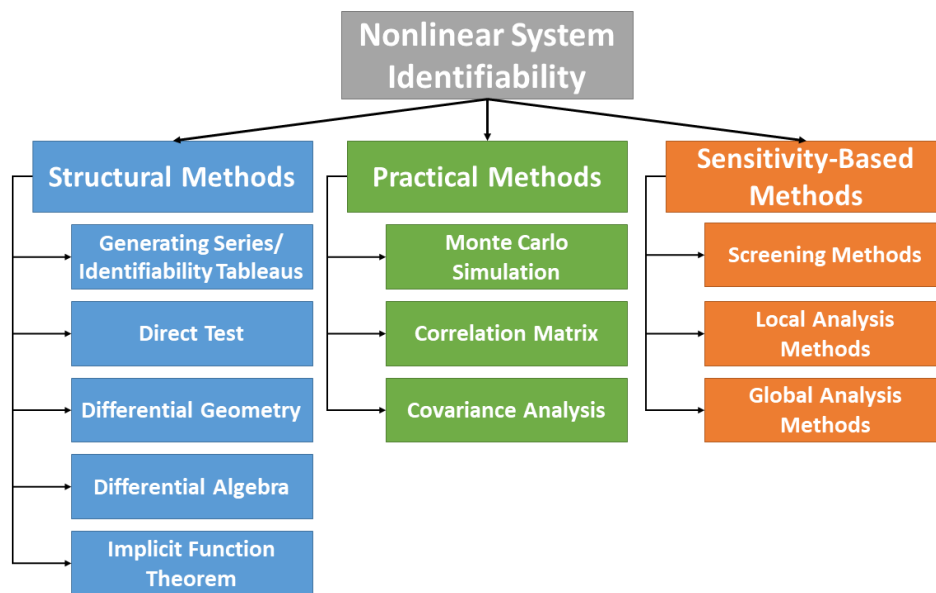 Nonlinear System
Identifiability
Structural Methods
Generating Series/
Identifiability Tableaus
Direct Test
Differential Geometry
Differential Algebra
Implicit Function
Theorem
Practical Methods
Monte Carlo
Simulation
Correlation Matrix
Covariance Analysis
Sensitivity-Based
Methods
Screening Methods
Local Analysis
Methods
Global Analysis
Methods